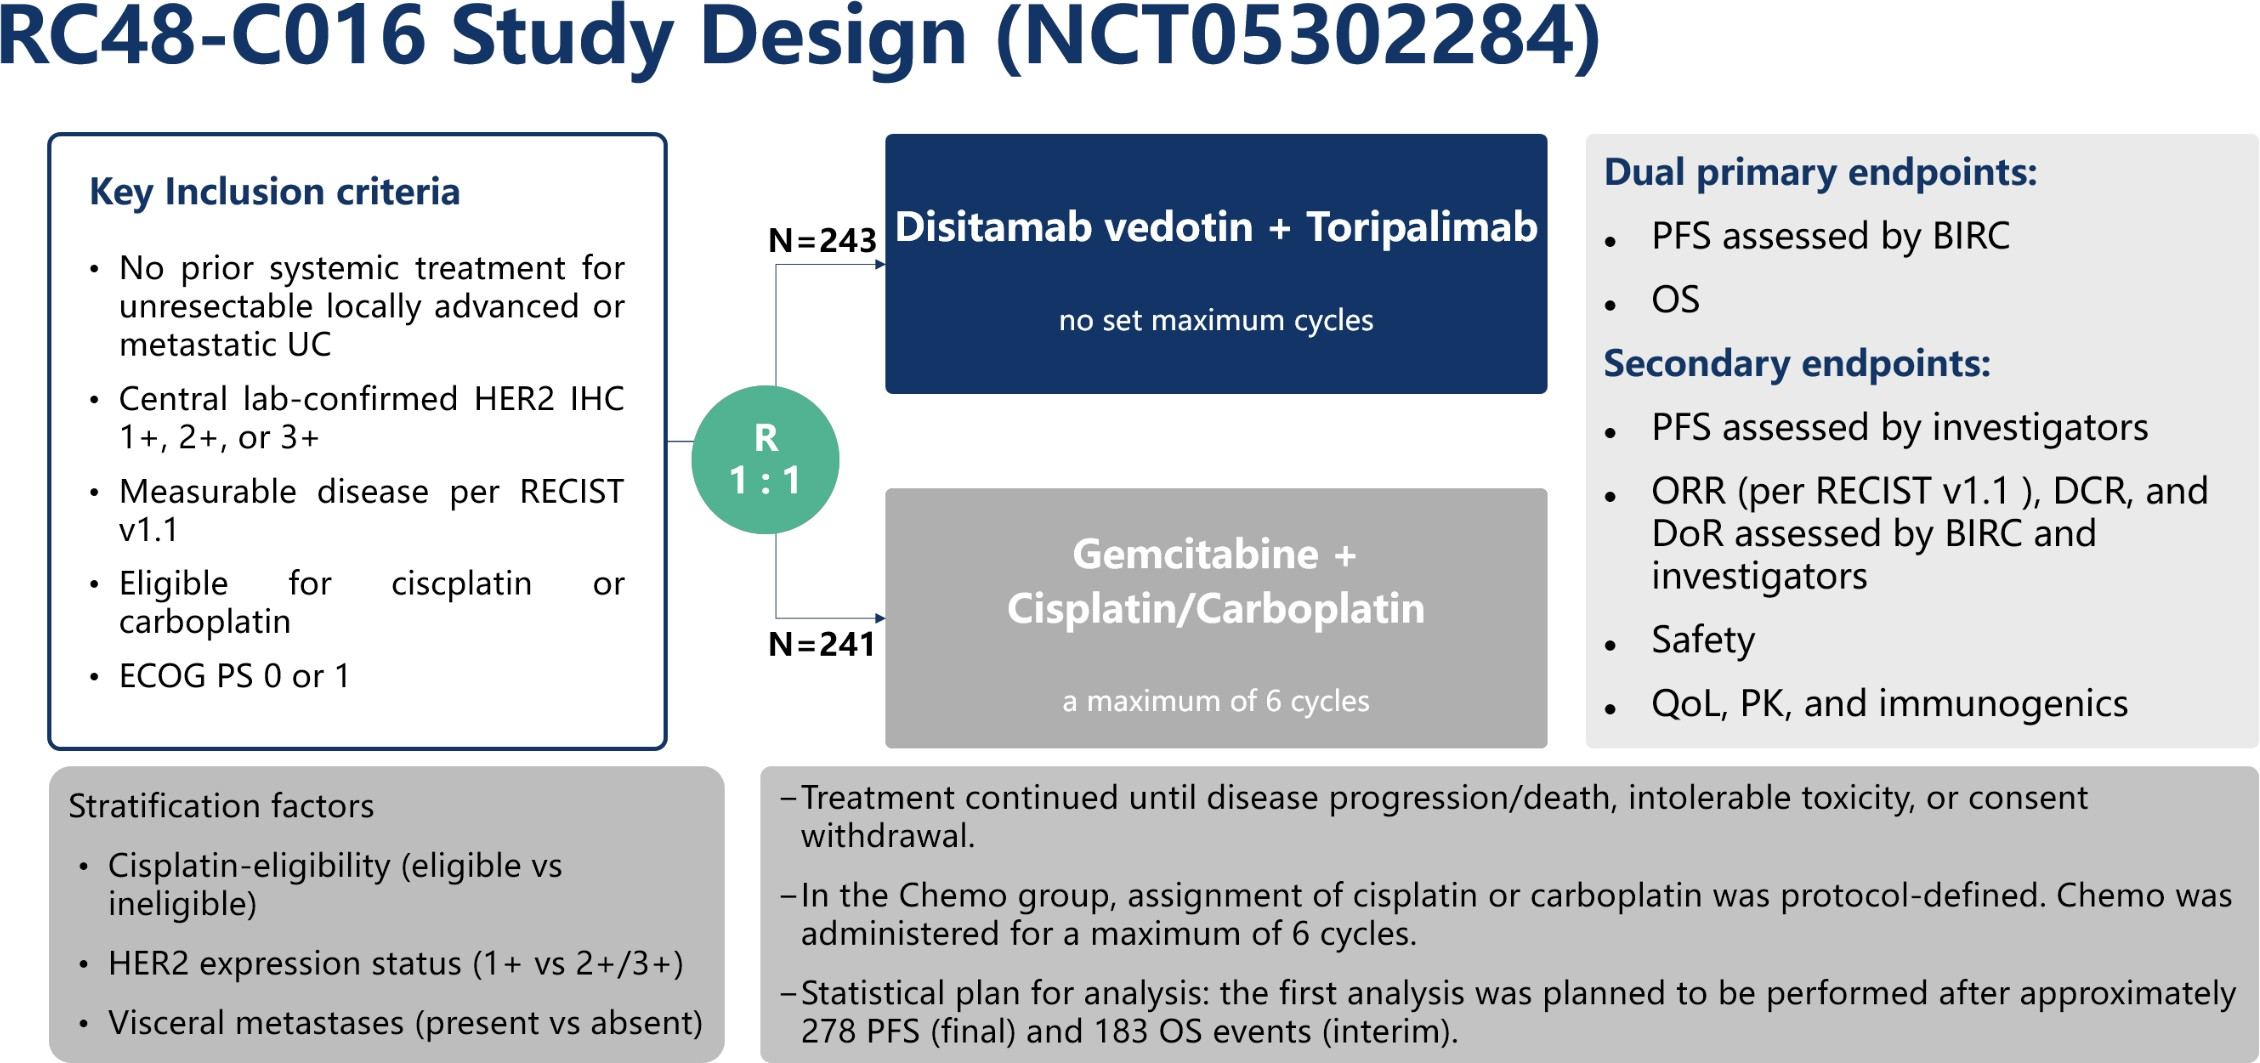 RC48-C016 Study Design (NCT05302284)
Key Inclusion criteria
• No prior systemic treatment for
unresectable locally advanced or
metastatic UC
• Central lab-confirmed HER2 IHC
1+, 2+, or 3+
• Measurable disease per RECIST
v1.1
• Eligible for ciscplatin or
carboplatin
• ECOG PS 0 or 1
R
1 : 1
N=243
Disitamab vedotin + Toripalimab
no set maximum cycles
N=241
Gemcitabine +
Cisplatin/Carboplatin
a maximum of 6 cycles
Dual primary endpoints:
• PFS assessed by BIRC
• OS
Secondary endpoints:
• PFS assessed by investigators
• ORR (per RECIST v1.1 ), DCR, and
DoR assessed by BIRC and
investigators
• Safety
• QoL, PK, and immunogenics
Stratification factors
• Cisplatin-eligibility (eligible vs
ineligible)
• HER2 expression status (1+ vs 2+/3+)
• Visceral metastases (present vs absent)
–Treatment continued until disease progression/death, intolerable toxicity, or consent
withdrawal.
–In the Chemo group, assignment of cisplatin or carboplatin was protocol-defined. Chemo was
administered for a maximum of 6 cycles.
–Statistical plan for analysis: the first analysis was planned to be performed after approximately
278 PFS (final) and 183 OS events (interim).